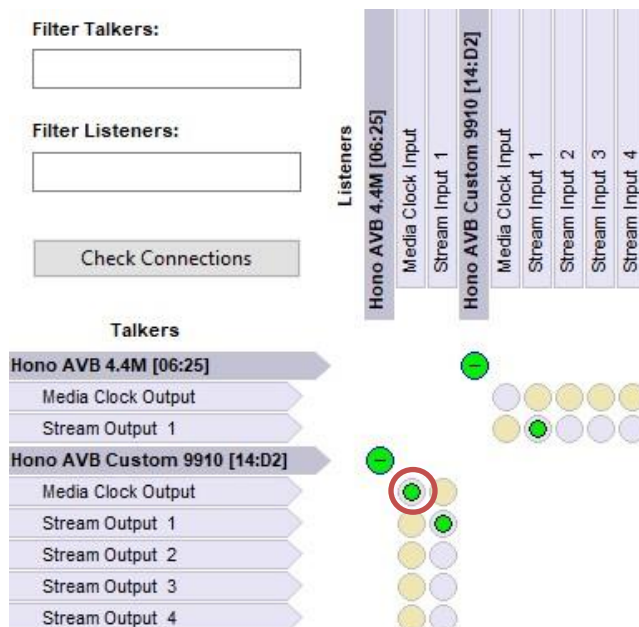 Filter Talkers:
Filter Listeners:
Check Connections
Listeners
Hono AVB 4.4M [06:25]
Media Clock Input
Stream Input 1
Hono AVB Custom 9910 [14:D2]
Media Clock Input
Stream Input 1
Stream Input 2
Stream Input 3
Stream Input 4
Talkers
Hono AVB 4.4M [06:25]
Media Clock Output
Stream Output 1
Hono AVB Custom 9910 [14:D2]
Media Clock Output
Stream Output 1
Stream Output 2
Stream Output 3
Stream Output 4